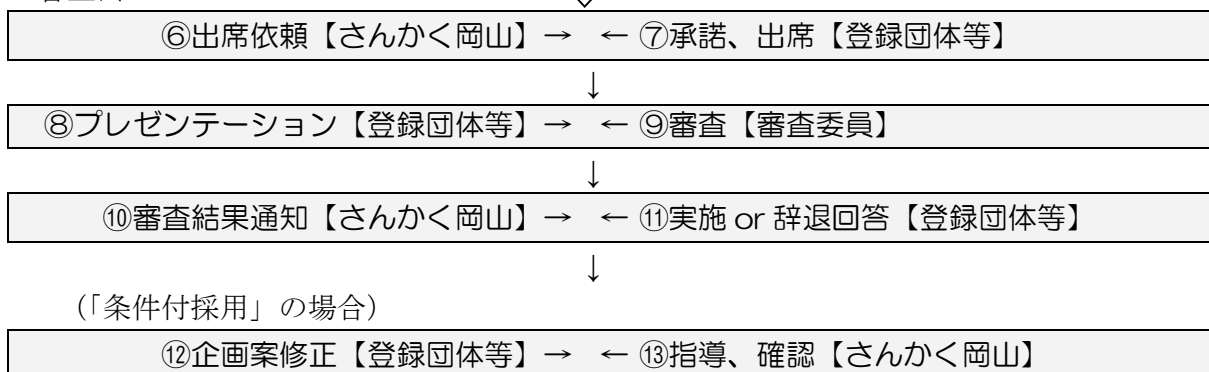 ⑥出席依頼【さんかく岡山】→ ←⑦承諾、出席【登録団体等】
↓
⑧プレゼンテーション【登録団体等】→ ←⑨審査【審査委員】
↓
⑩審査結果通知【さんかく岡山】→ ←⑪実施 or 辞退回答【登録団体等】
↓
（「条件付採用」の場合）
⑫企画案修正【登録団体等】→ ←⑬指導、確認【さんかく岡山】